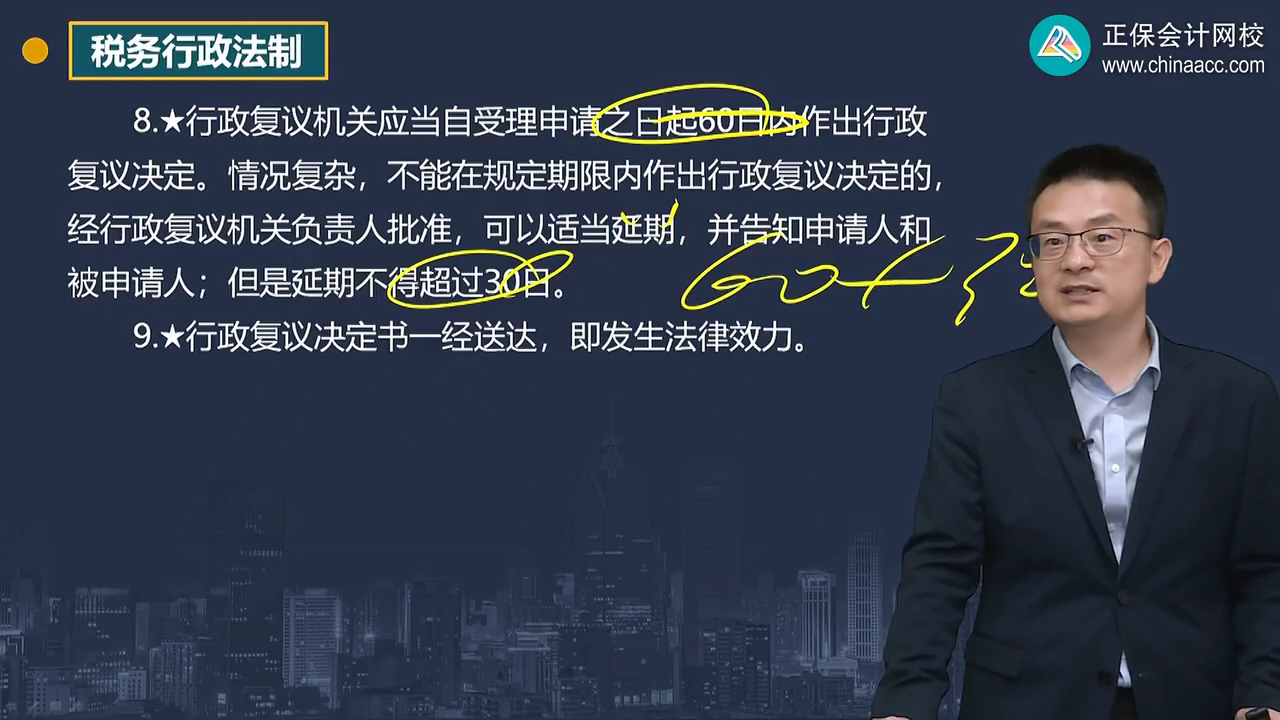 税务行政法制
正保会计网校
www.chinaacc.com
8.★行政复议机关应当自受理申请之日起60日内作出行政
复议决定。情况复杂，不能在规定期限内作出行政复议决定的，
经行政复议机关负责人批准，可以适当延期，并告知申请人和
被申请人；但是延期不得超过30日。
60+3
9.★行政复议决定书一经送达，即发生法律效力。